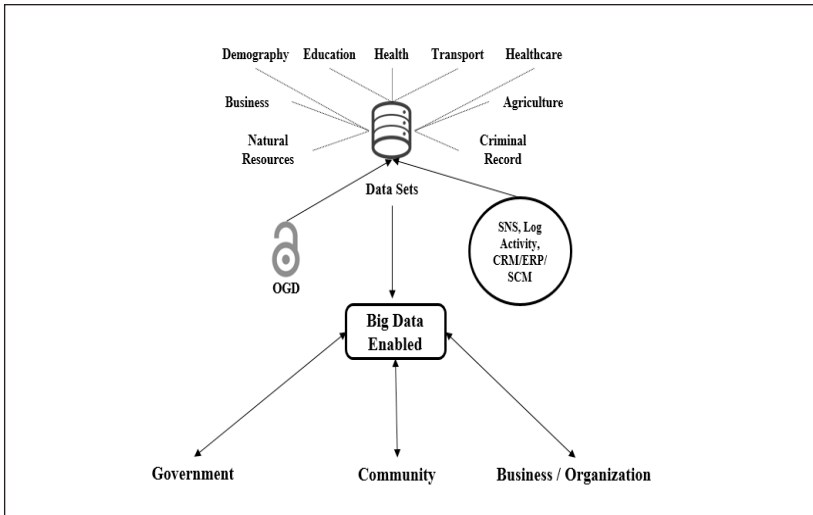 Demography Education Health Transport Healthcare
Business Agriculture
Natural
Resources
Criminal
Record
Data Sets
SNS, Log
Activity,
CRM/ERP/
SCM
OGD
Big Data
Enabled
Government Community Business / Organization